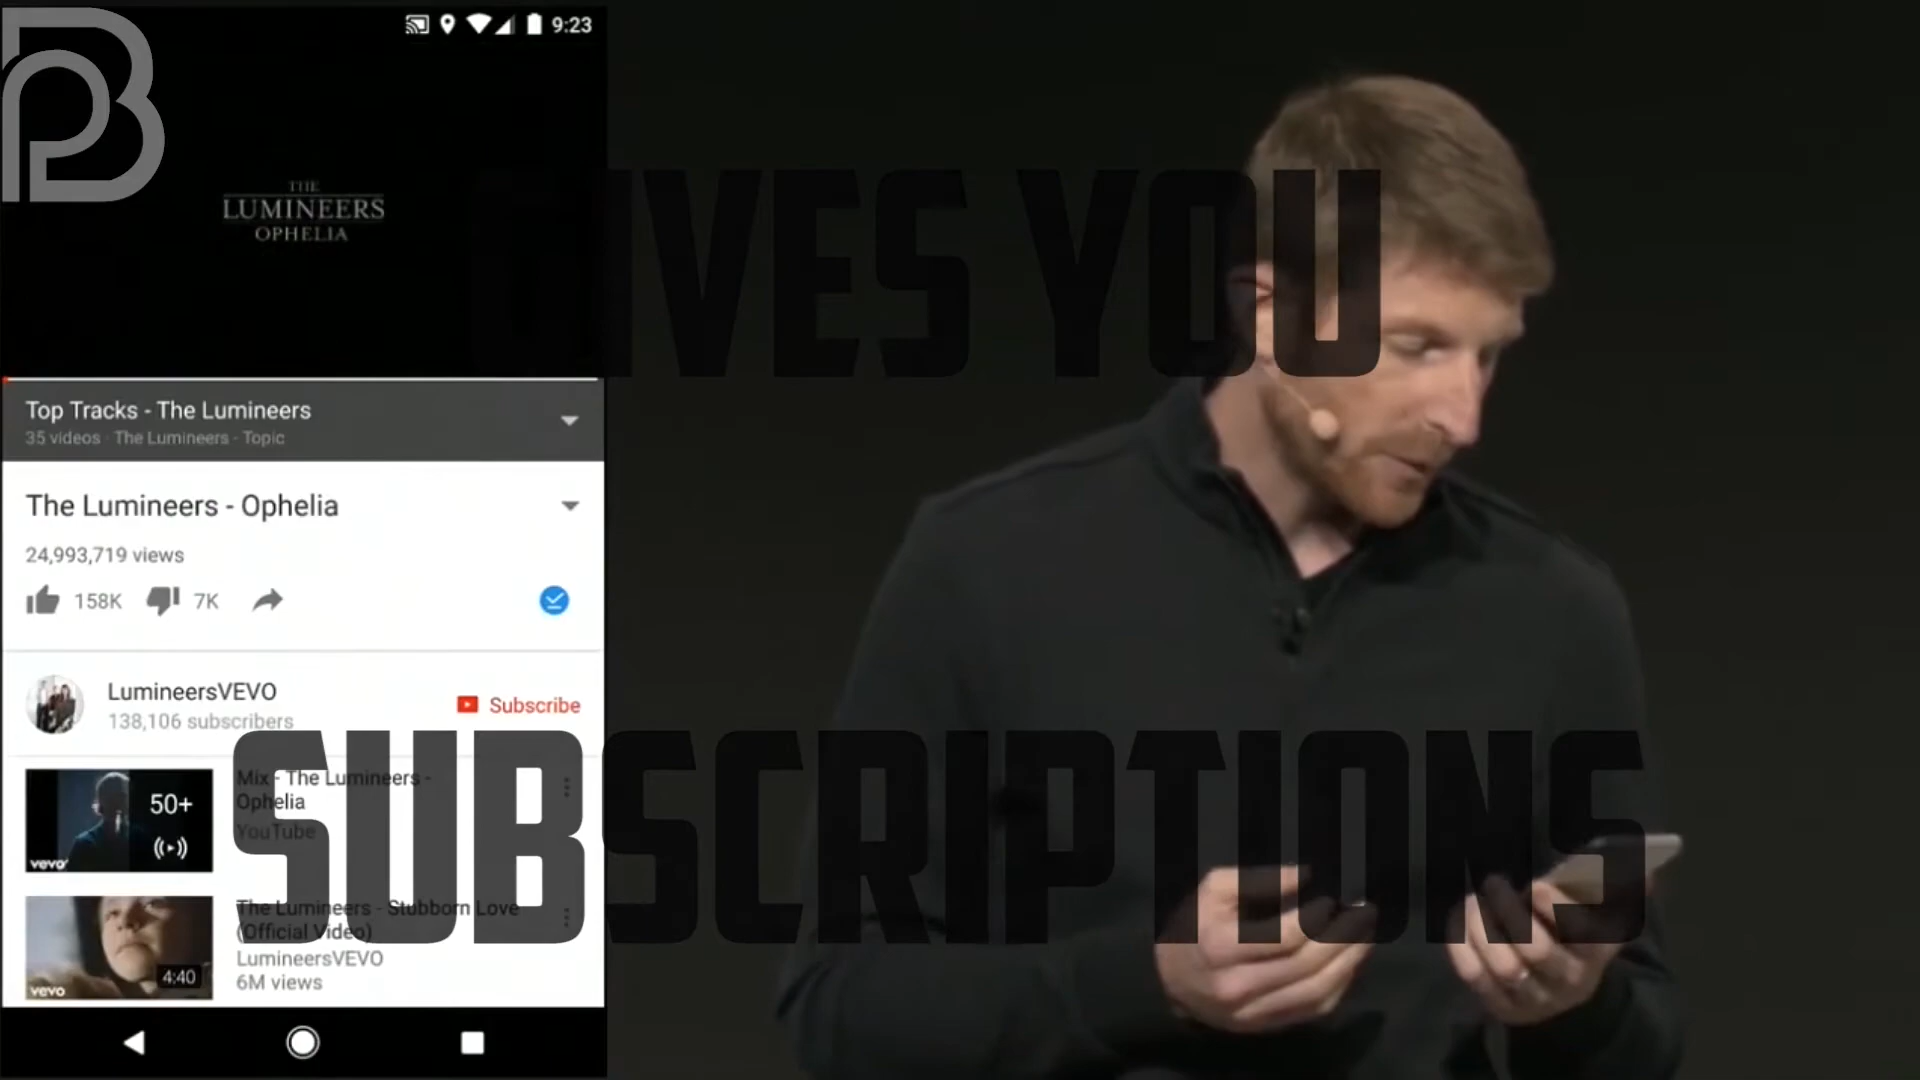 9:23
THE
LUMINEERS
OPHELIA
GIVES YOU
Top Tracks - The Lumineers
35 videos · The Lumineers - Topic
The Lumineers - Ophelia
24,993,719 views
158K 7K
LumineersVEVO
138,106 subscribers
Subscribe
SUBSCRIPTIONS
50+
vevo
Mix - The Lumineers -
Ophelia
YouTube
4:40
vevo
The Lumineers - Stubborn Love
(Official Video)
LumineersVEVO
6M views